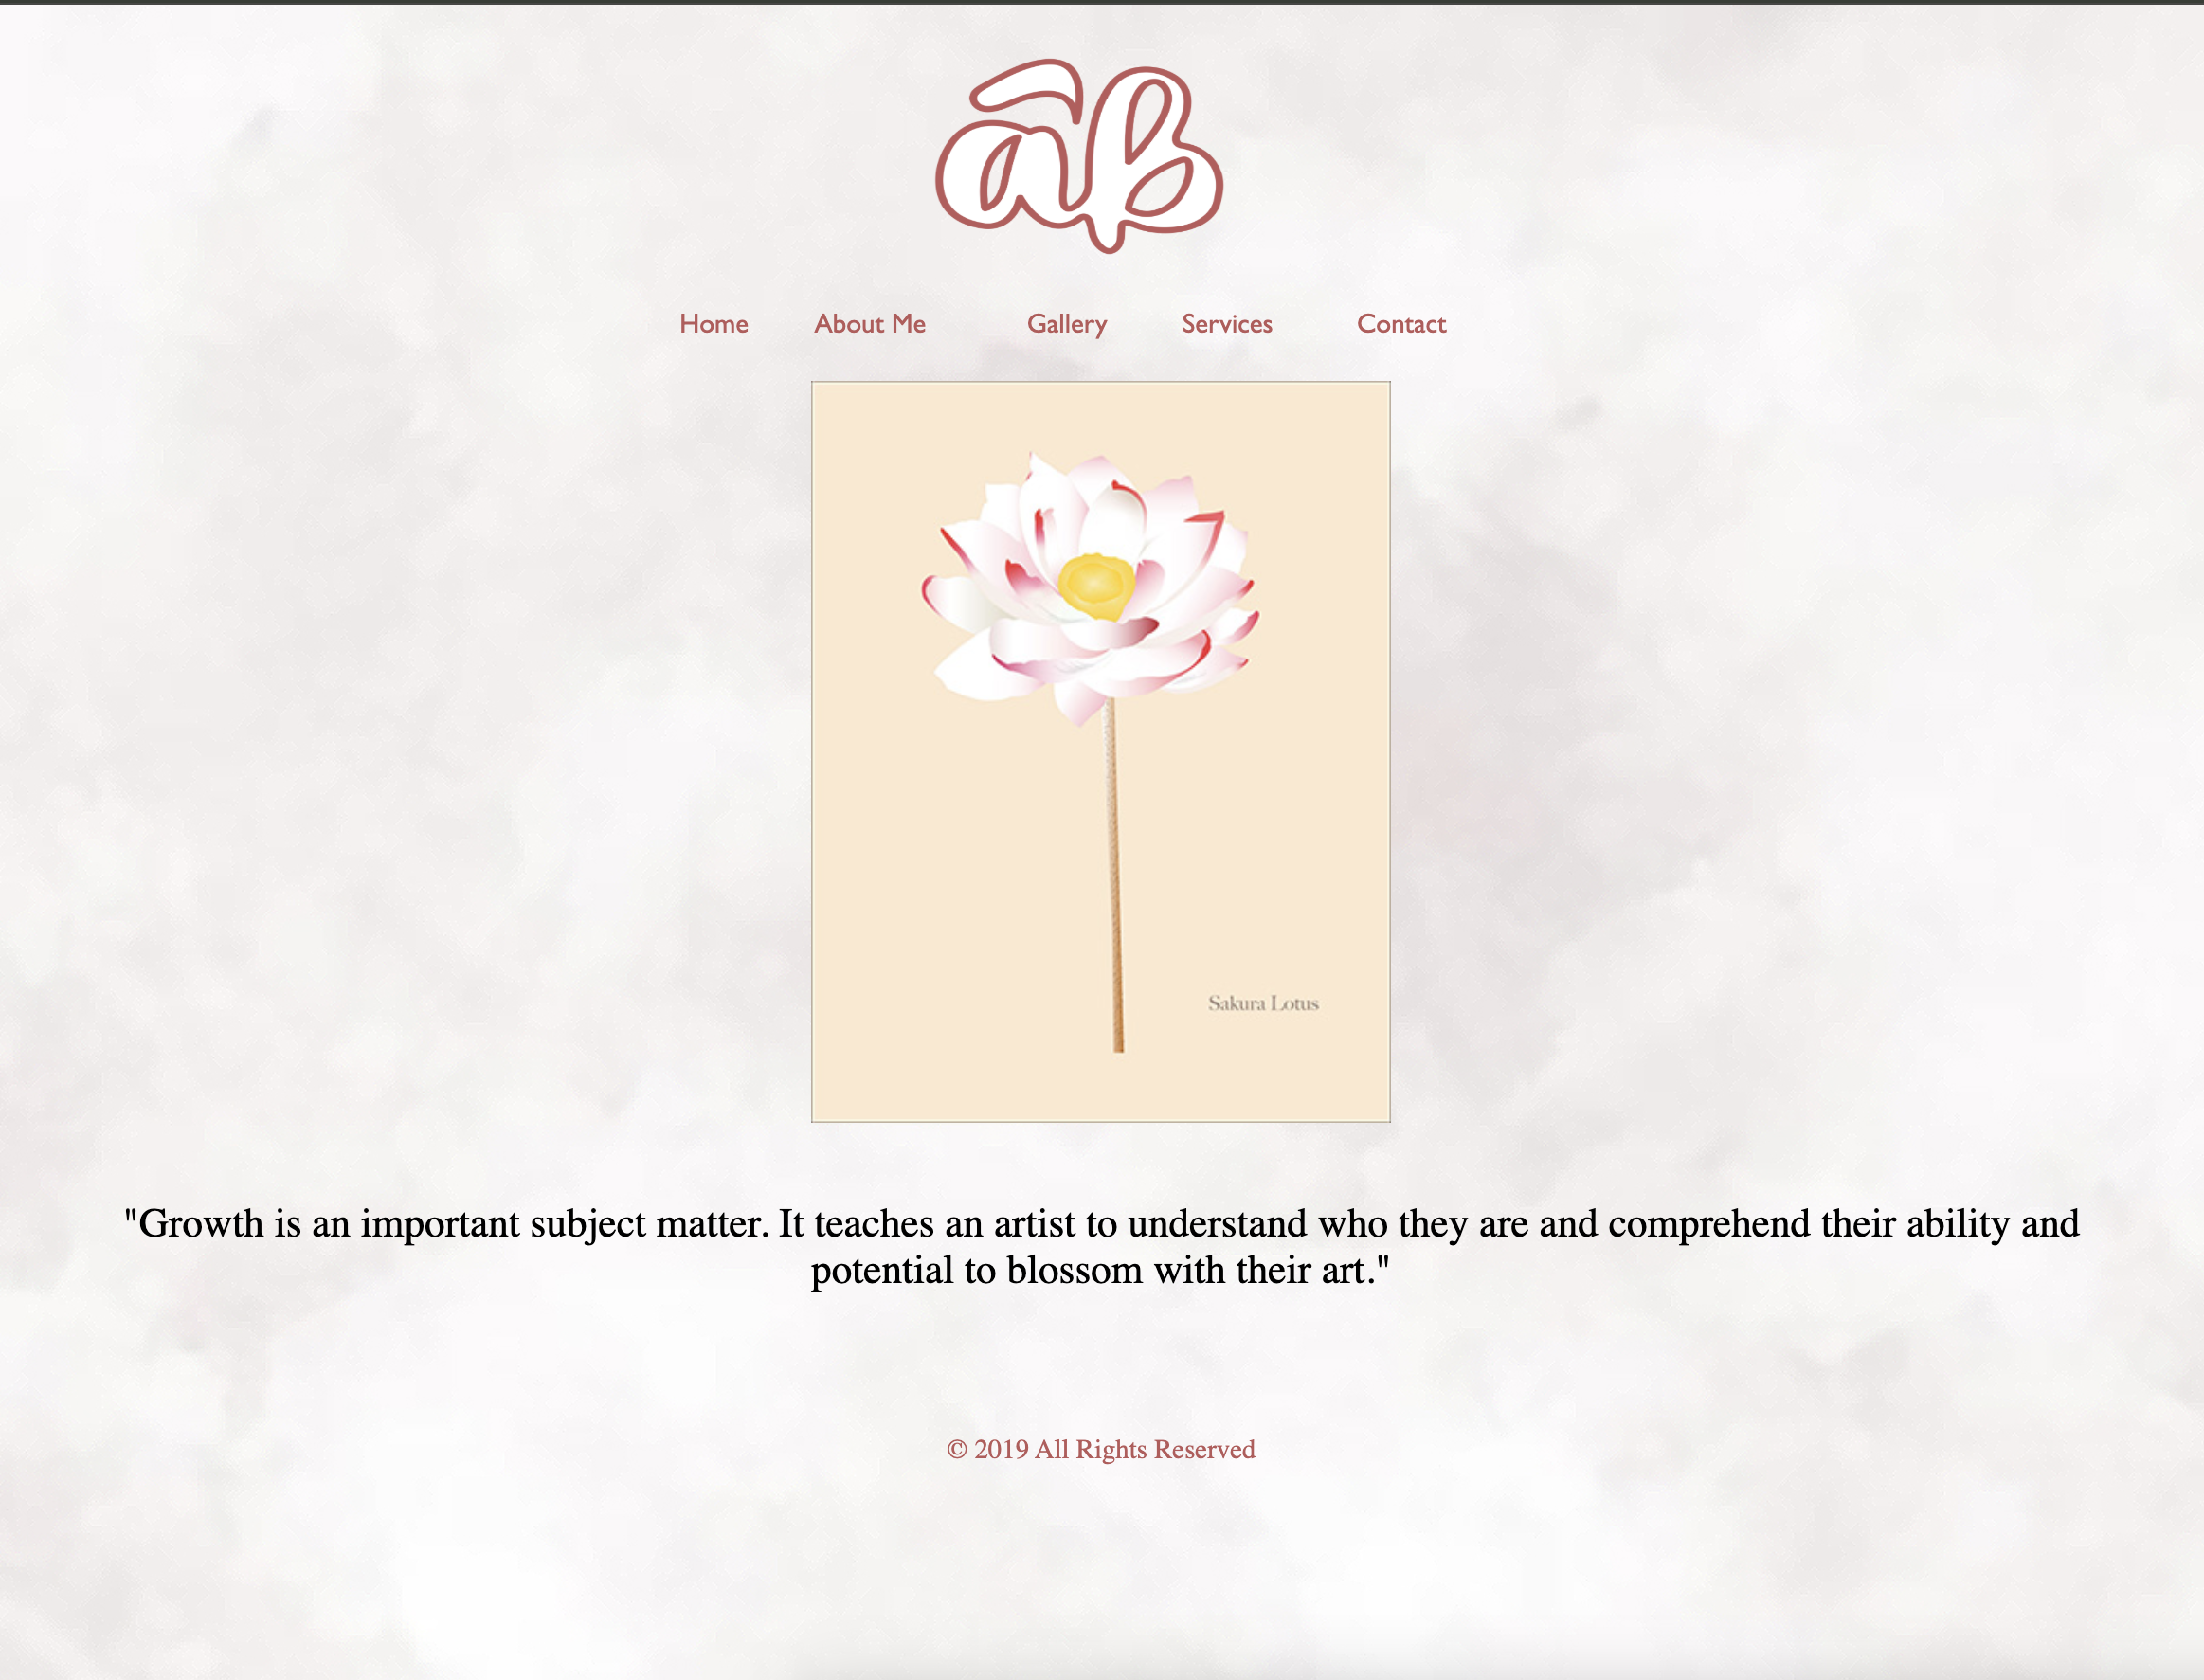 āB
Home About Me Gallery Services Contact
Sakura Lotus
"Growth is an important subject matter. It teaches an artist to understand who they are and comprehend their ability and
potential to blossom with their art."
© 2019 All Rights Reserved